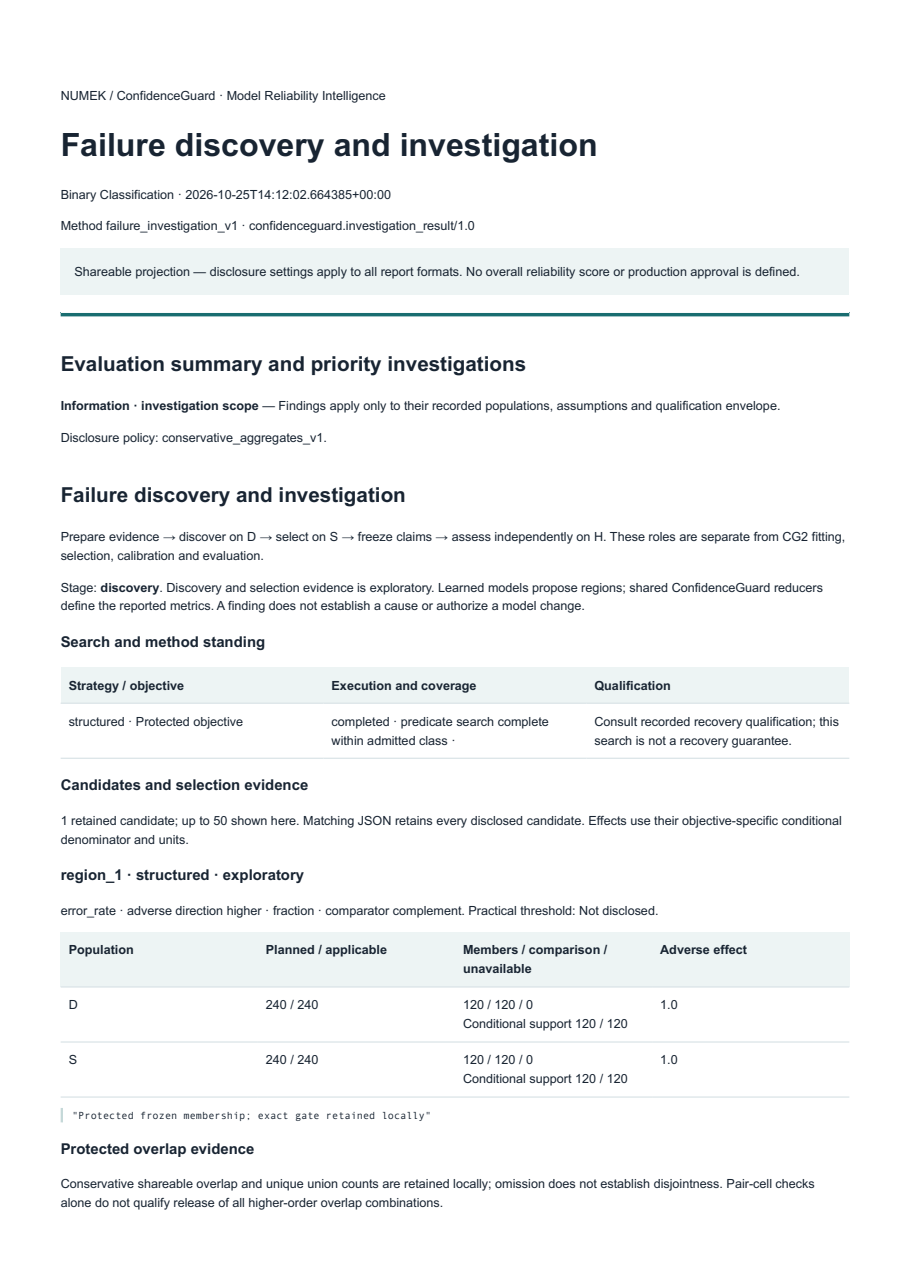 NUMEK / ConfidenceGuard · Model Reliability Intelligence
Failure discovery and investigation
Binary Classification · 2026-10-25T14:12:02.664385+00:00
Method failure_investigation_v1 · confidenceguard.investigation_result/1.0
Shareable projection — disclosure settings apply to all report formats. No overall reliability score or production approval is defined.
Evaluation summary and priority investigations
Information · investigation scope — Findings apply only to their recorded populations, assumptions and qualification envelope.
Disclosure policy: conservative_aggregates_v1.
Failure discovery and investigation
Prepare evidence → discover on D → select on S → freeze claims → assess independently on H. These roles are separate from CG2 fitting,
selection, calibration and evaluation.
Stage: discovery. Discovery and selection evidence is exploratory. Learned models propose regions; shared ConfidenceGuard reducers
define the reported metrics. A finding does not establish a cause or authorize a model change.
Search and method standing
Strategy / objective Execution and coverage Qualification
structured · Protected objective completed · predicate search complete Consult recorded recovery qualification; this
within admitted class · search is not a recovery guarantee.
Candidates and selection evidence
1 retained candidate; up to 50 shown here. Matching JSON retains every disclosed candidate. Effects use their objective-specific conditional
denominator and units.
region_1 · structured · exploratory
error_rate · adverse direction higher · fraction · comparator complement. Practical threshold: Not disclosed.
Population Planned / applicable Members / comparison / Adverse effect
unavailable
D 240 / 240 120 / 120 / 0 1.0
Conditional support 120 / 120
S 240 / 240 120 / 120 / 0 1.0
Conditional support 120 / 120
"Protected frozen membership; exact gate retained locally"
Protected overlap evidence
Conservative shareable overlap and unique union counts are retained locally; omission does not establish disjointness. Pair-cell checks
alone do not qualify release of all higher-order overlap combinations.